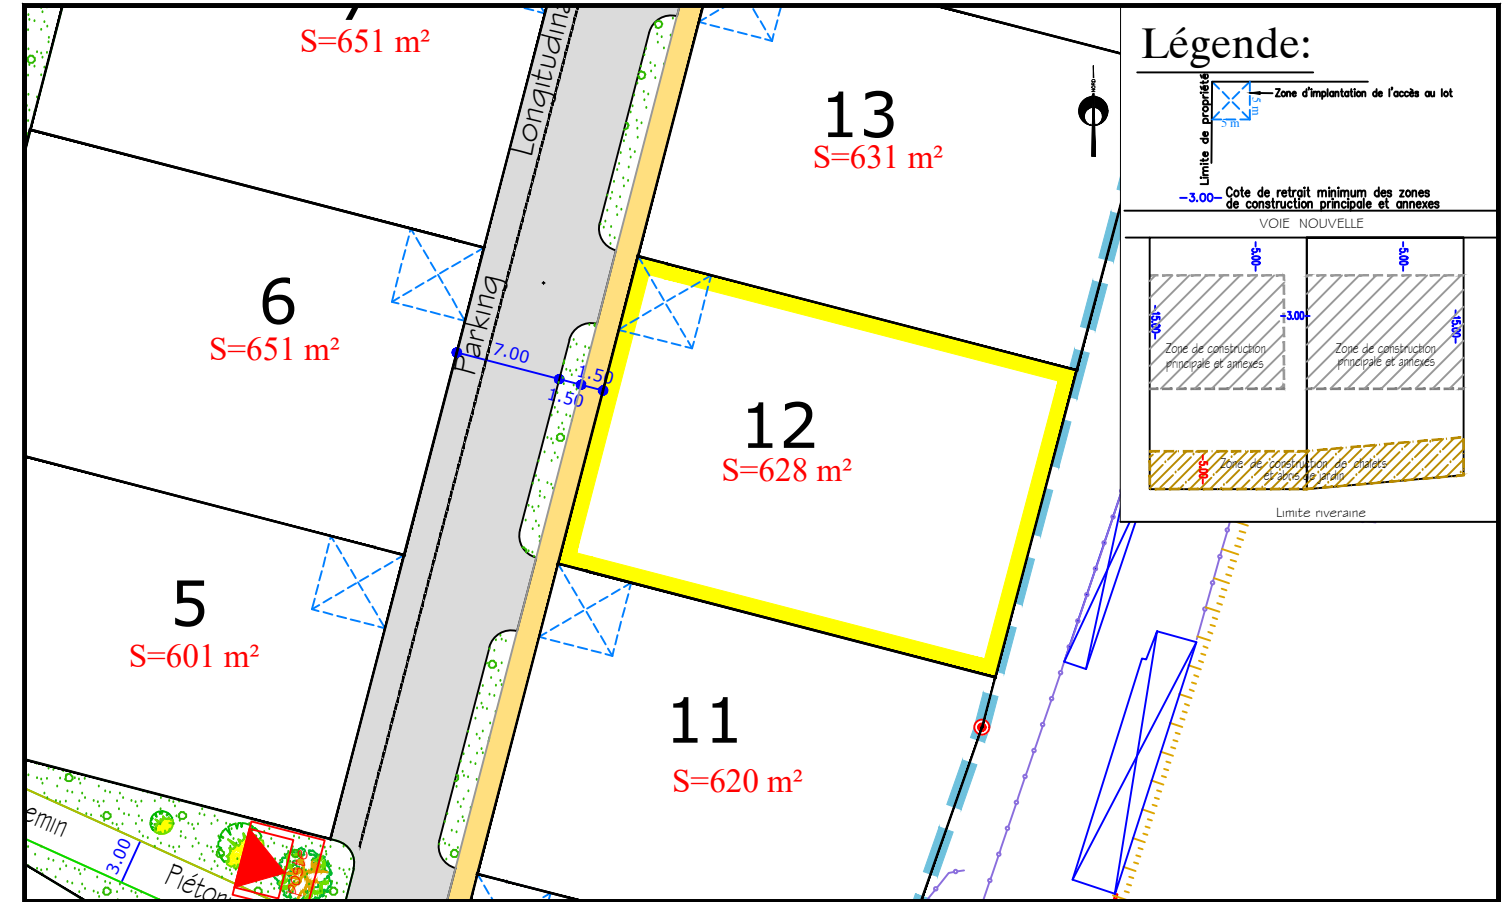 S=651 m²
Longitudina
Parking
13
S=631 m²
NORD
6
S=651 m²
7.00
1.50
1.50
12
S=628 m²
5
S=601 m²
11
S=620 m²
emin
3.00
Piéton
Légende:
Limite de propriété
Zone d'implantation de l'accès au lot
5 m
5 m
-3.00-
Cote de retrait minimum des zones
de construction principale et annexes
VOIE NOUVELLE
-5.00-
-5.00-
-15.00-
-3.00-
-15.00-
Zone de construction
principale et annexes
Zone de construction
principale et annexes
-5.00-
Zone de construction de chalets
et abris de jardin
Limite riveraine